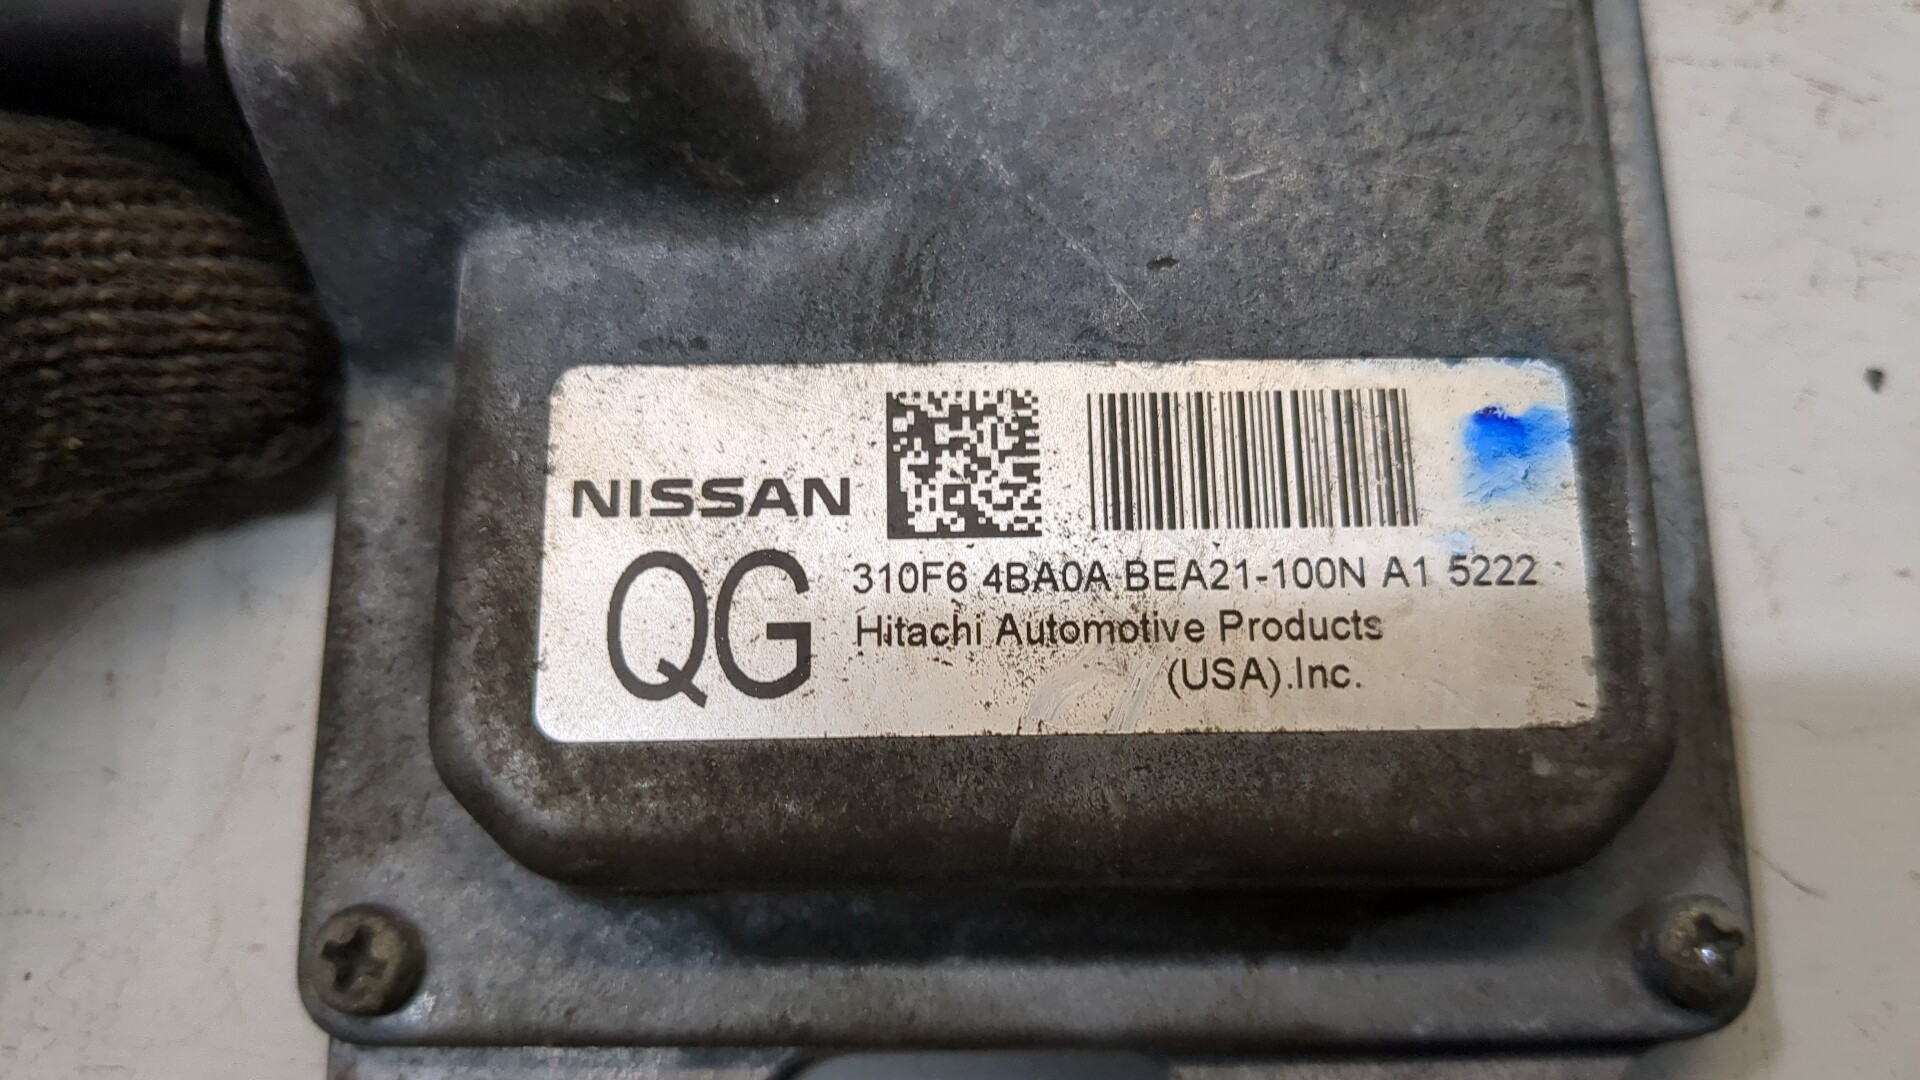 NISSAN
QG
310F6 4BA0A BEA21-100N A1 5222
Hitachi Automotive Products
(USA).Inc.